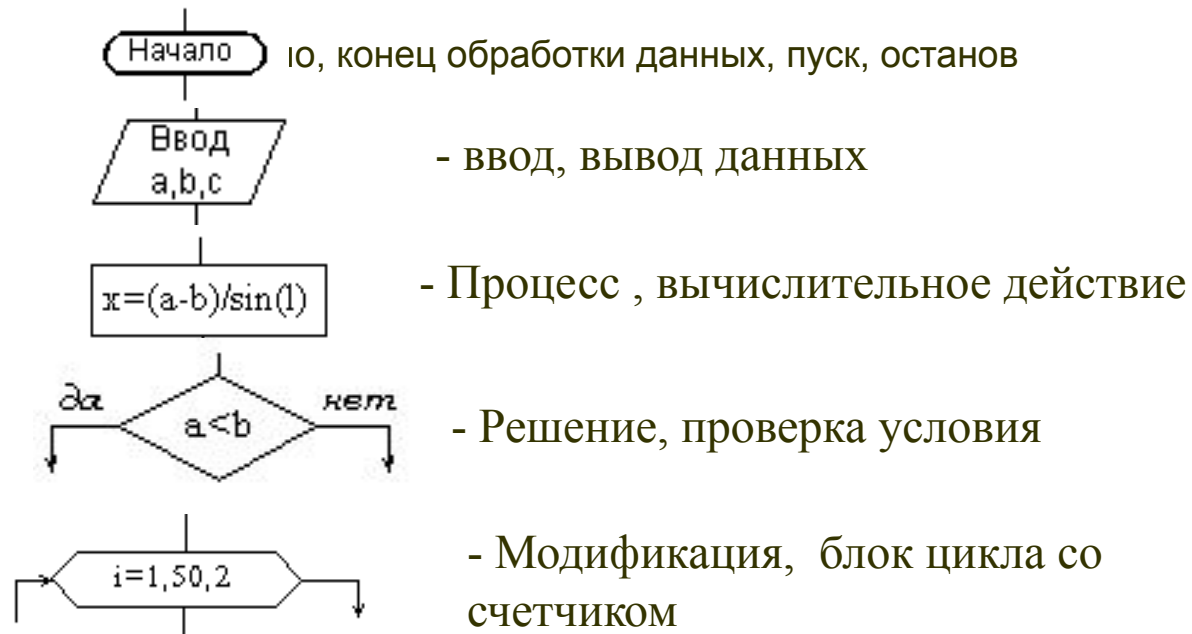 Начало
но, конец обработки данных, пуск, останов
Ввод
a,b,c
- ввод, вывод данных
x=(a-b)/sin(l)
- Процесс , вычислительное действие
да
нет
a<b
- Решение, проверка условия
i=1,50,2
- Модификация, блок цикла со
счетчиком